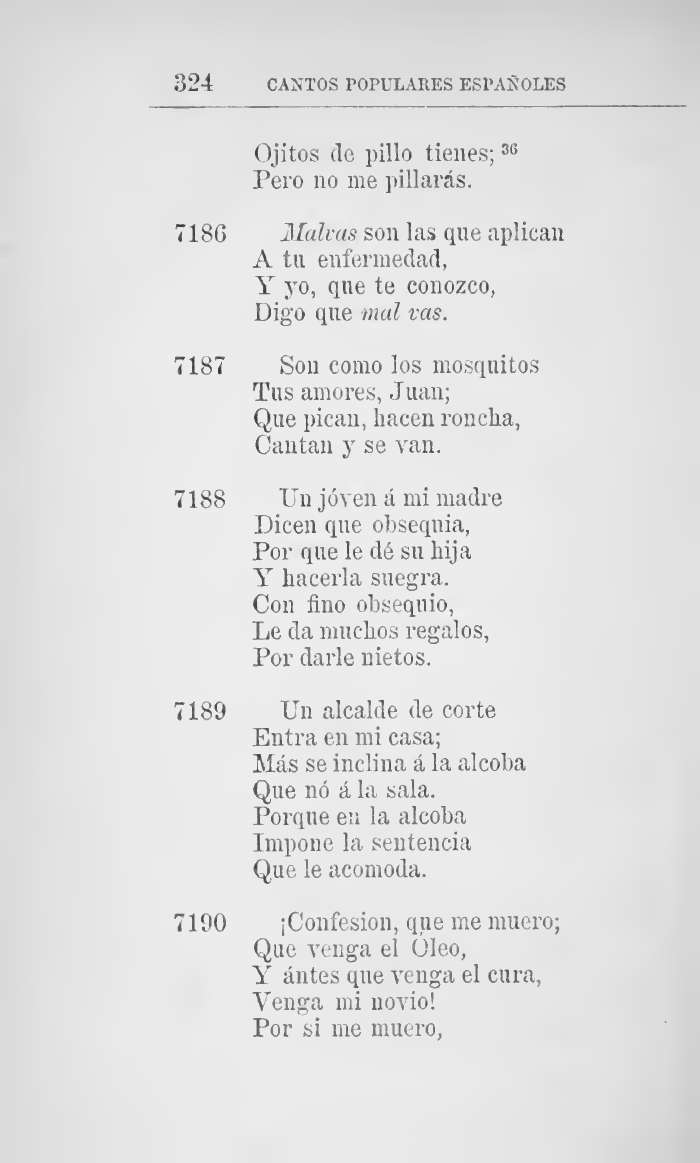 324 CANTOS POPULARES ESPAÑOLES
Ojitos de pillo tienes; 36
Pero no me pillarás.
7186 Malvas son las que aplican
A tu enfermedad,
Y yo, que te conozco,
Digo que mal vas.
7187 Son como los mosquitos
Tus amores, Juan;
Que pican, hacen roncha,
Cantan y se van.
7188 Un jóven á mi madre
Dicen que obsequia,
Por que le dé su hija
Y hacerla suegra.
Con fino obsequio,
Le da muchos regalos,
Por darle nietos.
7189 Un alcalde de corte
Entra en mi casa;
Más se inclina á la alcoba
Que nó á la sala.
Porque en la alcoba
Impone la sentencia
Que le acomoda.
7190 ¡Confesion, que me muero;
Que venga el Óleo,
Y ántes que venga el cura,
Venga mi novio!
Por si me muero,